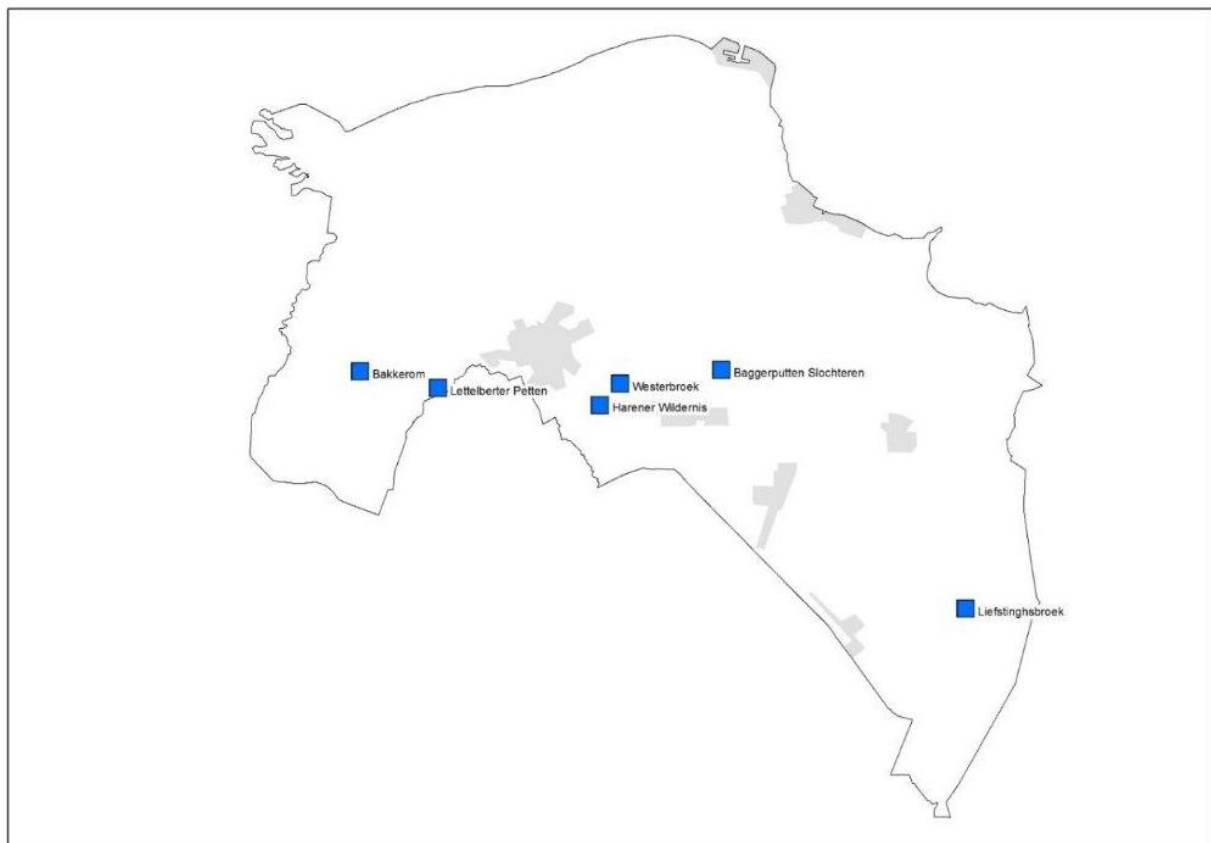 Bakkerom
Lettelberter Petten
Westerbroek
Harener Wildernis
Baggerputten Slochteren
Liefstinghsbroek